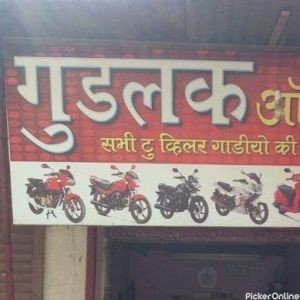 गुडलक ऑ
सभी टु व्हिलर गाडीयो की
PickerOnline